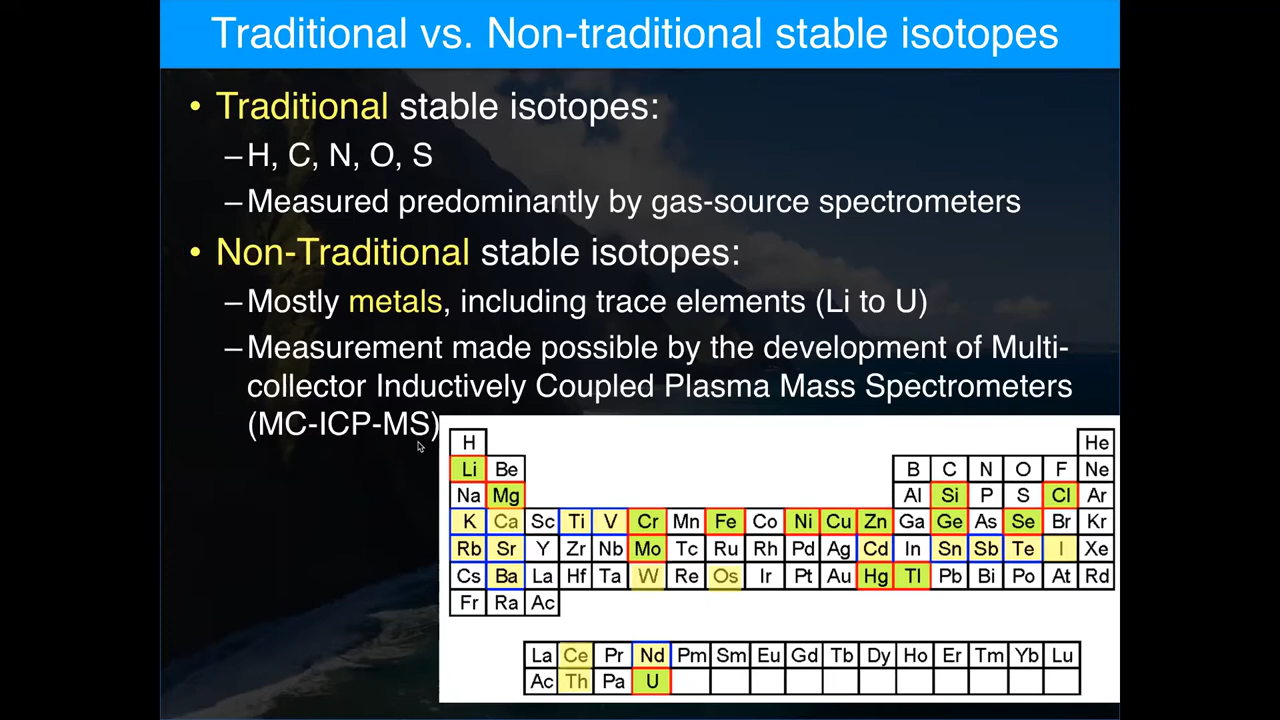 Traditional vs. Non-traditional stable isotopes
• Traditional stable isotopes:
–H, C, N, O, S
–Measured predominantly by gas-source spectrometers
• Non-Traditional stable isotopes:
–Mostly metals, including trace elements (Li to U)
–Measurement made possible by the development of Multi-
collector Inductively Coupled Plasma Mass Spectrometers
(MC-ICP-MS)
H He
Li Be B C N O F Ne
Na Mg Al Si P S Cl Ar
K Ca Sc Ti V Cr Mn Fe Co Ni Cu Zn Ga Ge As Se Br Kr
Rb Sr Y Zr Nb Mo Tc Ru Rh Pd Ag Cd In Sn Sb Te I Xe
Cs Ba La Hf Ta W Re Os Ir Pt Au Hg Tl Pb Bi Po At Rd
Fr Ra Ac
La Ce Pr Nd Pm Sm Eu Gd Tb Dy Ho Er Tm Yb Lu
Ac Th Pa U